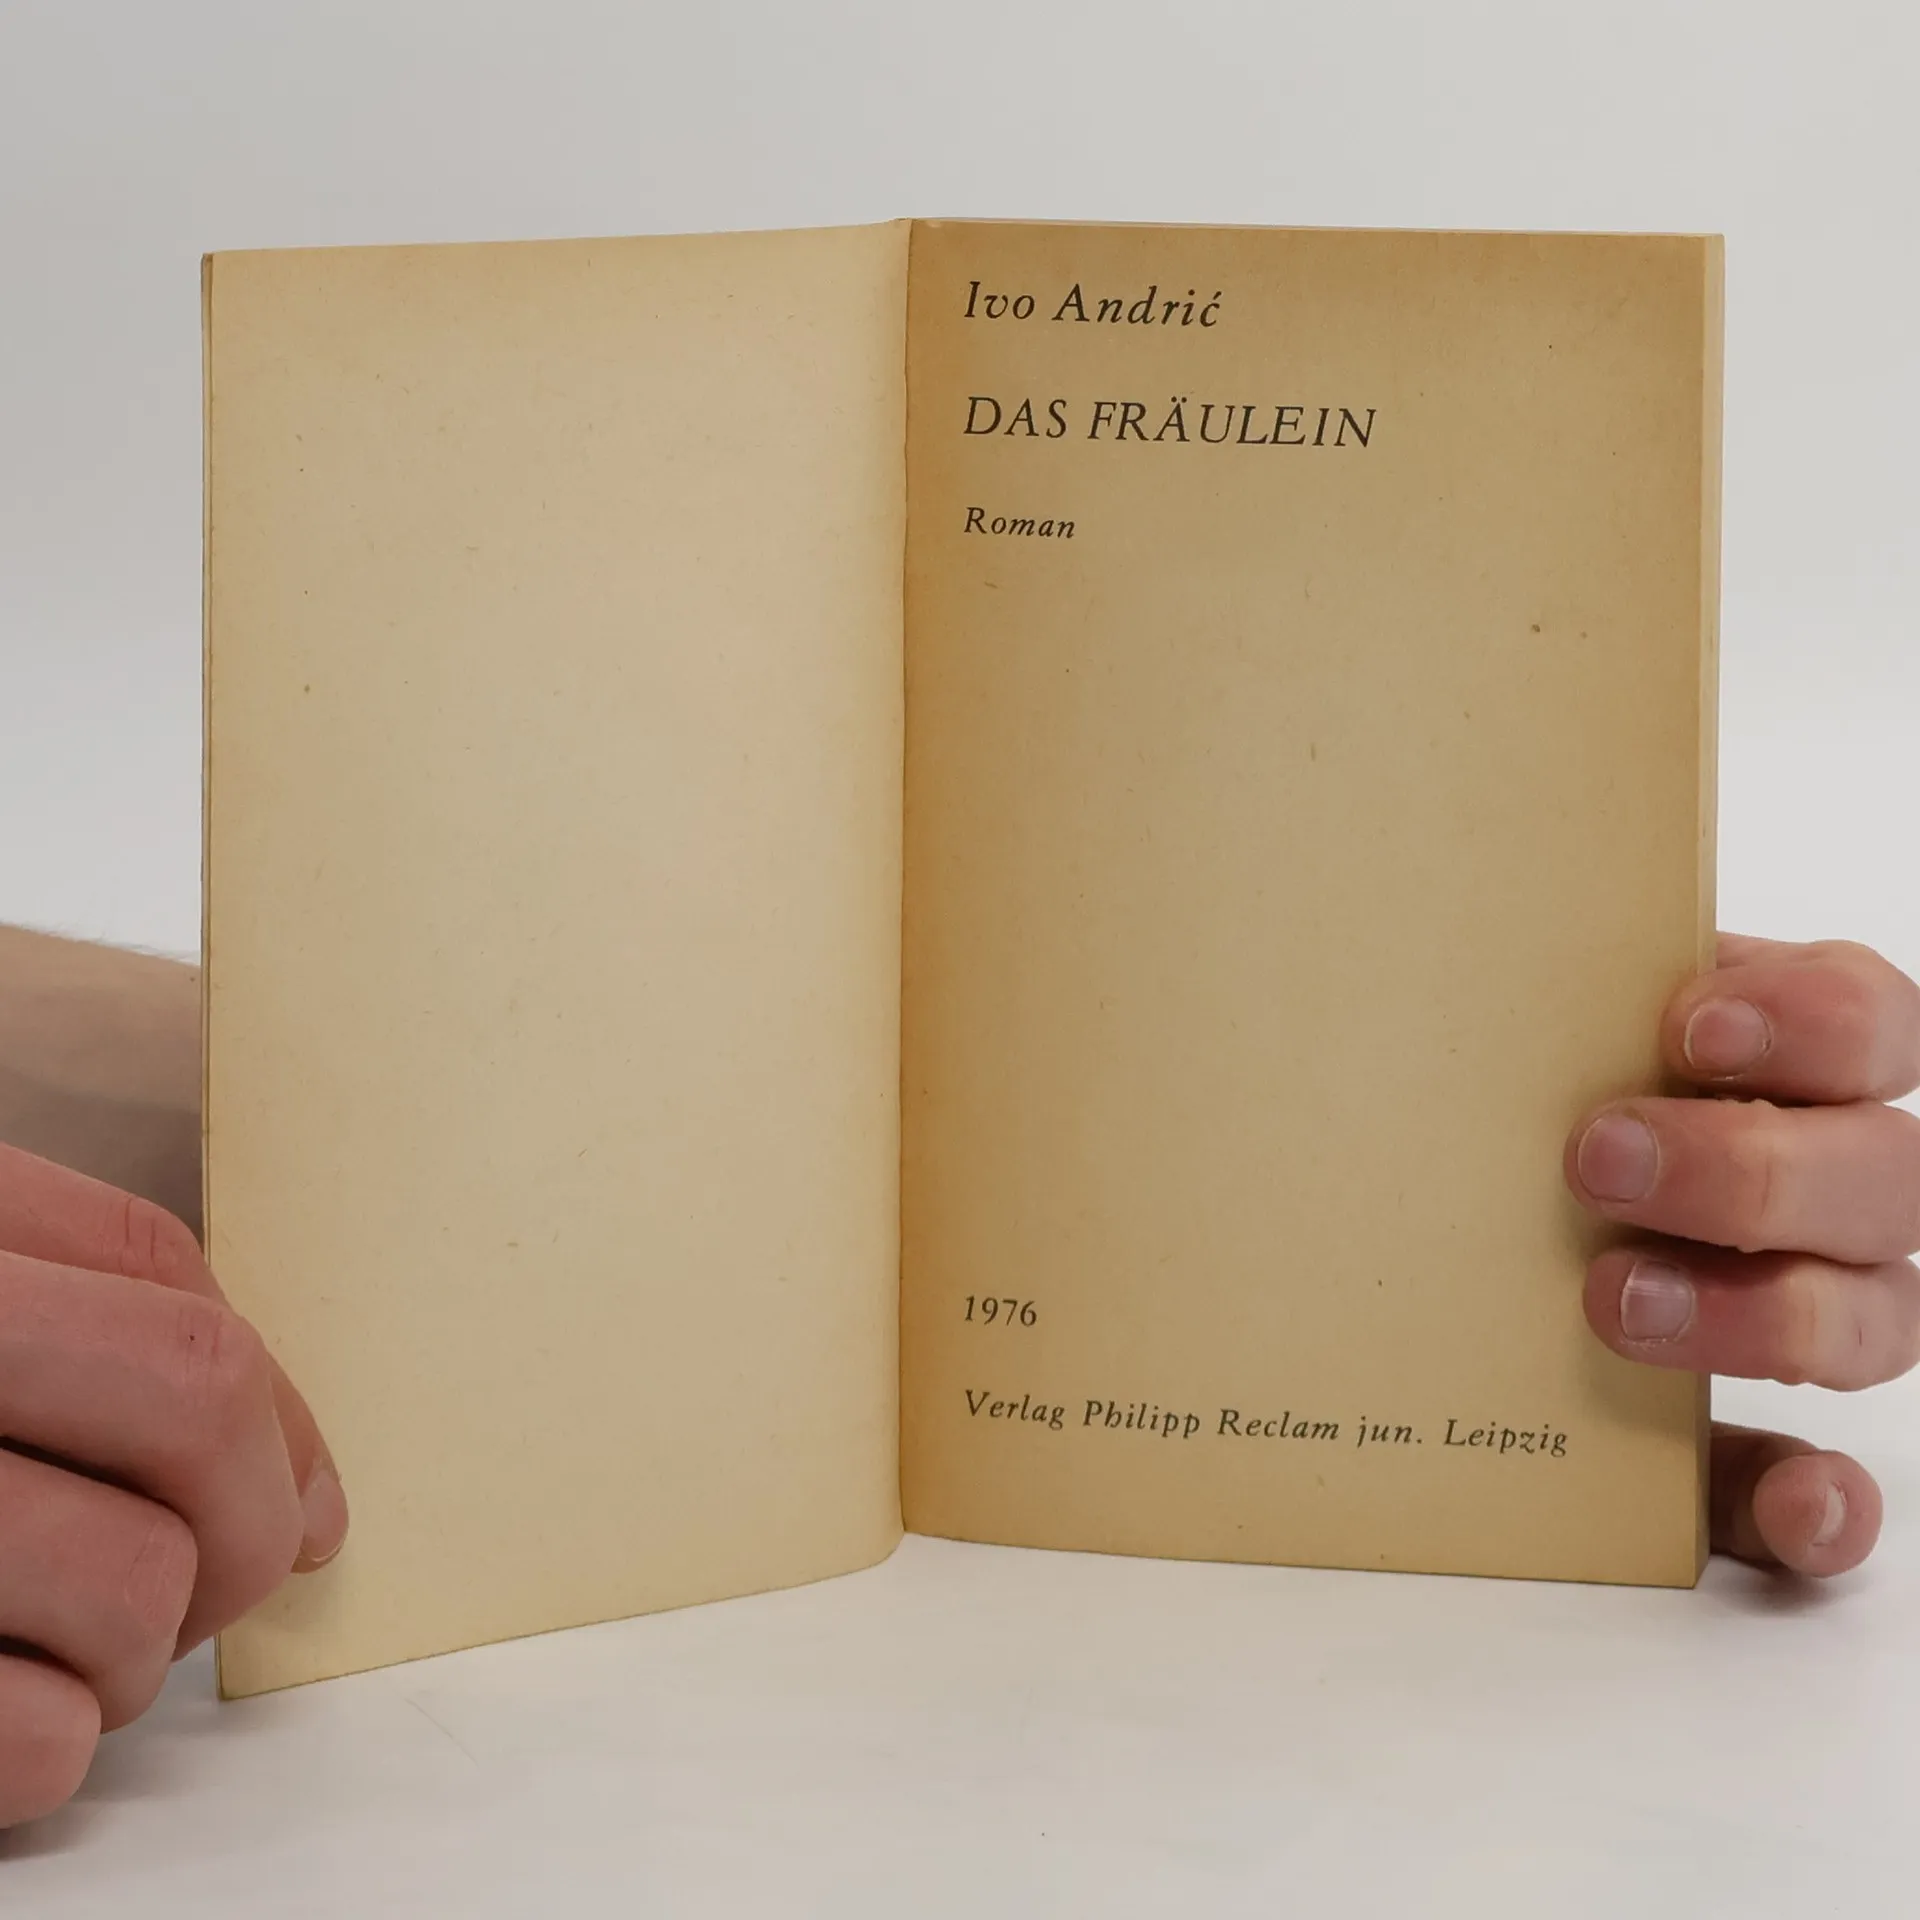 Ivo Andrić
DAS FRÄULEIN
Roman
1976
Verlag Philipp Reclam jun. Leipzig